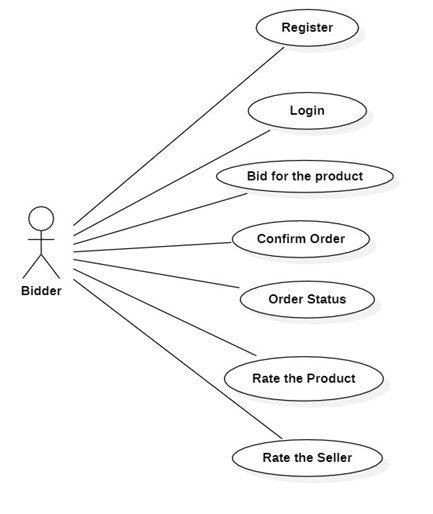 Register
Login
Bid for the product
Confirm Order
Bidder
Order Status
Rate the Product
Rate the Seller